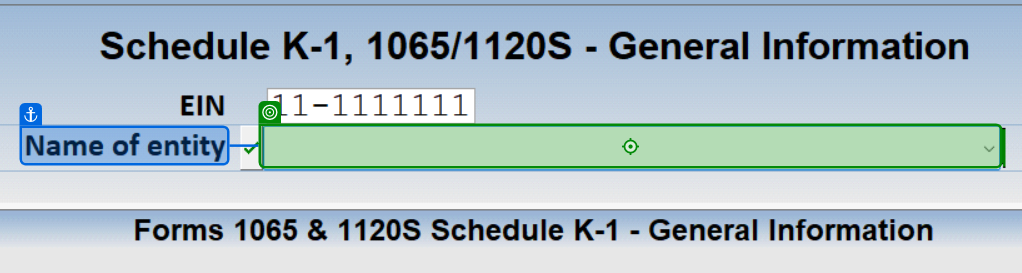 Schedule K-1, 1065/1120S - General Information
EIN 11-1111111
Name of entity
Forms 1065 & 1120S Schedule K-1 - General Information